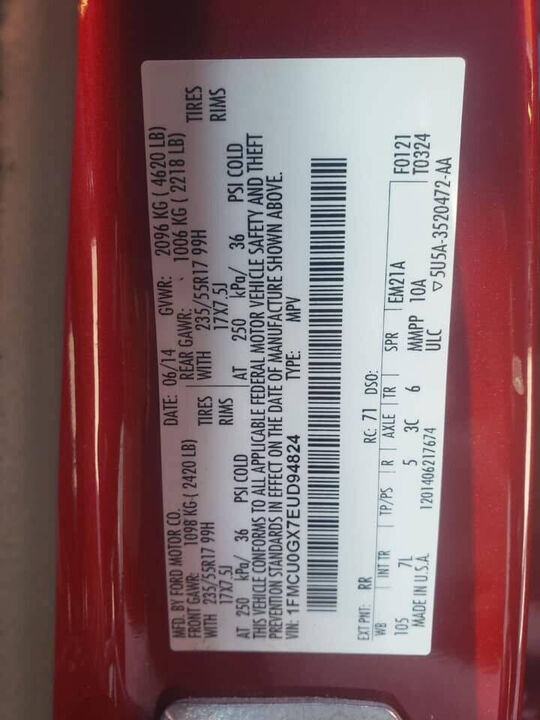 MFD. BY FORD MOTOR CO. DATE: 06/14 GVWR: 2096 KG ( 4620 LB)
FRONT GAWR: 1098 KG ( 2420 LB) REAR GAWR: 1006 KG ( 2218 LB)
WITH 235/55R17 99H TIRES WITH 235/55R17 99H TIRES
17X7.5J RIMS 17X7.5J RIMS
AT 250 kPa/ 36 PSI COLD AT 250 kPa/ 36 PSI COLD
THIS VEHICLE CONFORMS TO ALL APPLICABLE FEDERAL MOTOR VEHICLE SAFETY AND THEFT
PREVENTION STANDARDS IN EFFECT ON THE DATE OF MANUFACTURE SHOWN ABOVE.
VIN: 1FMCU0GX7EUD94824 TYPE: MPV
EXT PNT: RR RC: 71 DSO: F0121
WB INT TR TP/PS R AXLE TR SPR EM21A T0324
105 7L 5 3C 6 MMPP 10A
MADE IN U.S.A. 1201406217674 ULC ▽5U5A-3520472-AA